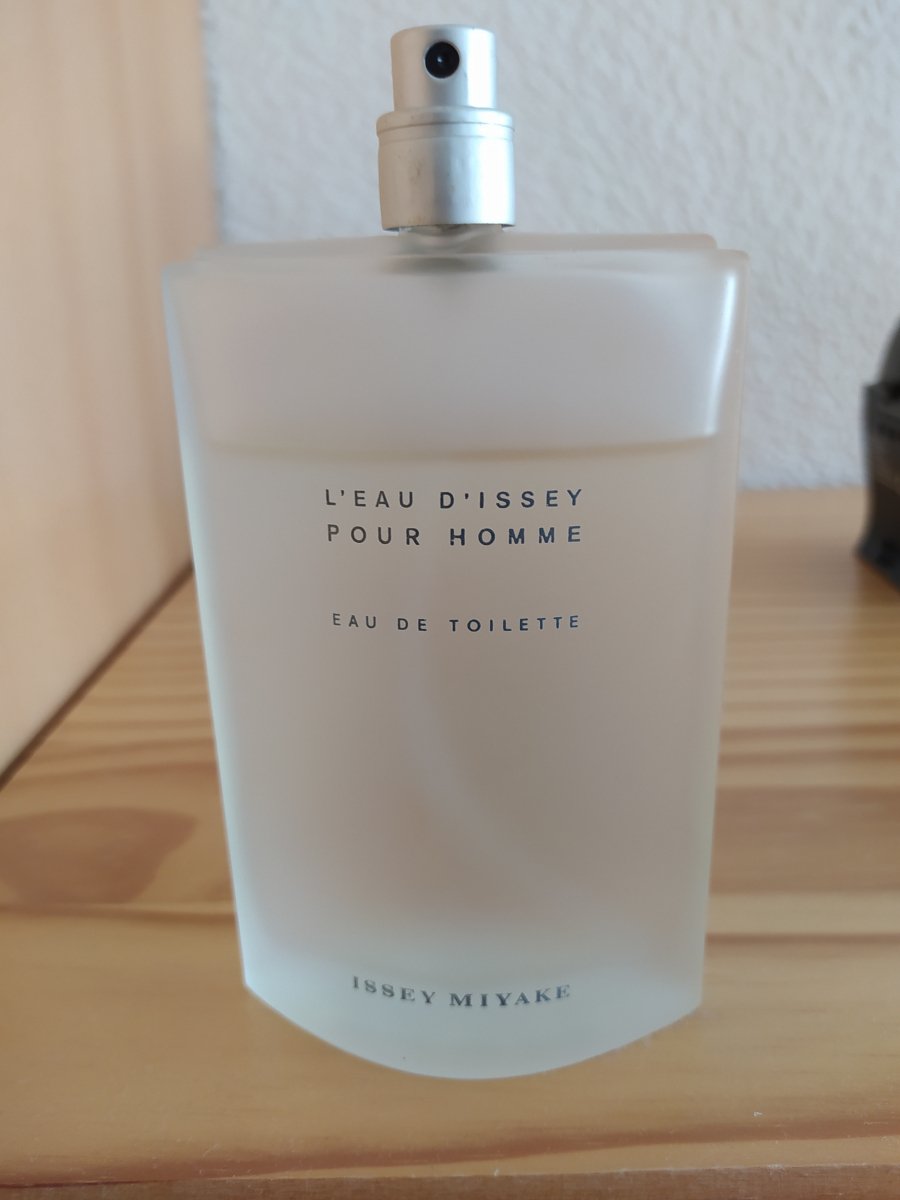 L'EAU D'ISSEY
POUR HOMME
EAU DE TOILETTE
ISSEY MIYAKE